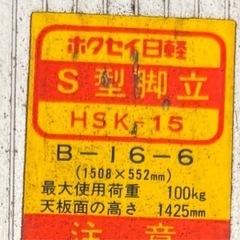 ホクセイ日軽
S型脚立
HSK-15
B-16-6
(1508×552mm)
最大使用荷重 100kg
天板面の高さ 1425mm
注意